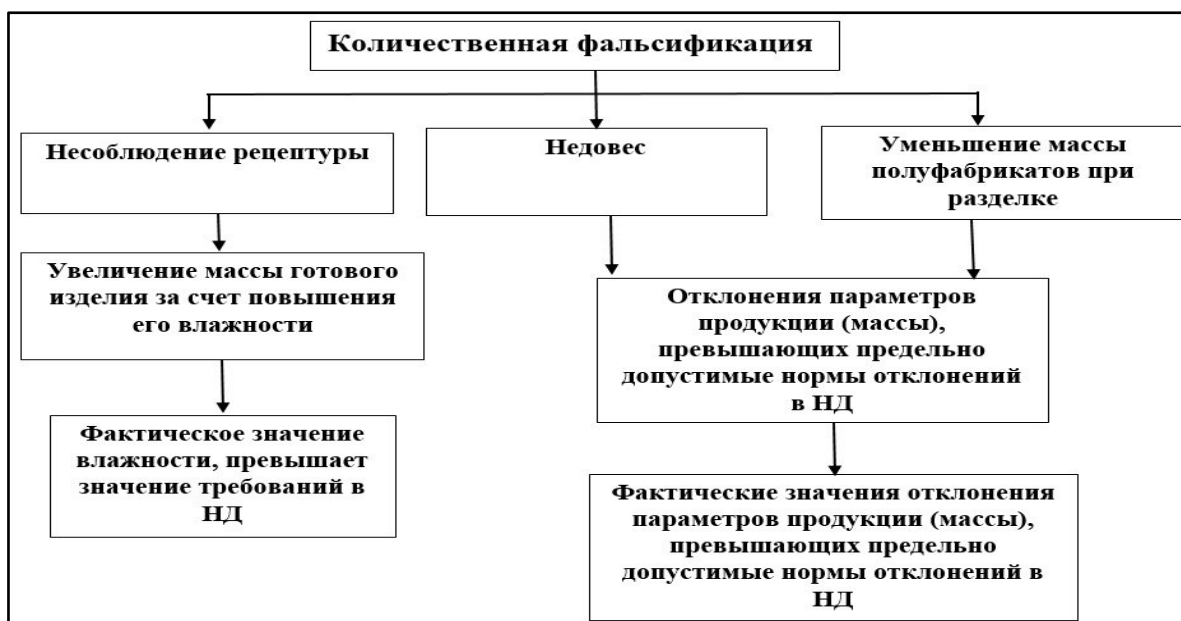 Количественная фальсификация
Несоблюдение рецептуры
Недовес
Уменьшение массы
полуфабрикатов при
разделке
Увеличение массы готового
изделия за счет повышения
его влажности
Отклонения параметров
продукции (массы),
превышающих предельно
допустимые нормы отклонений
в НД
Фактическое значение
влажности, превышает
значение требований в
НД
Фактические значения отклонения
параметров продукции (массы),
превышающих предельно
допустимые нормы отклонений в
НД